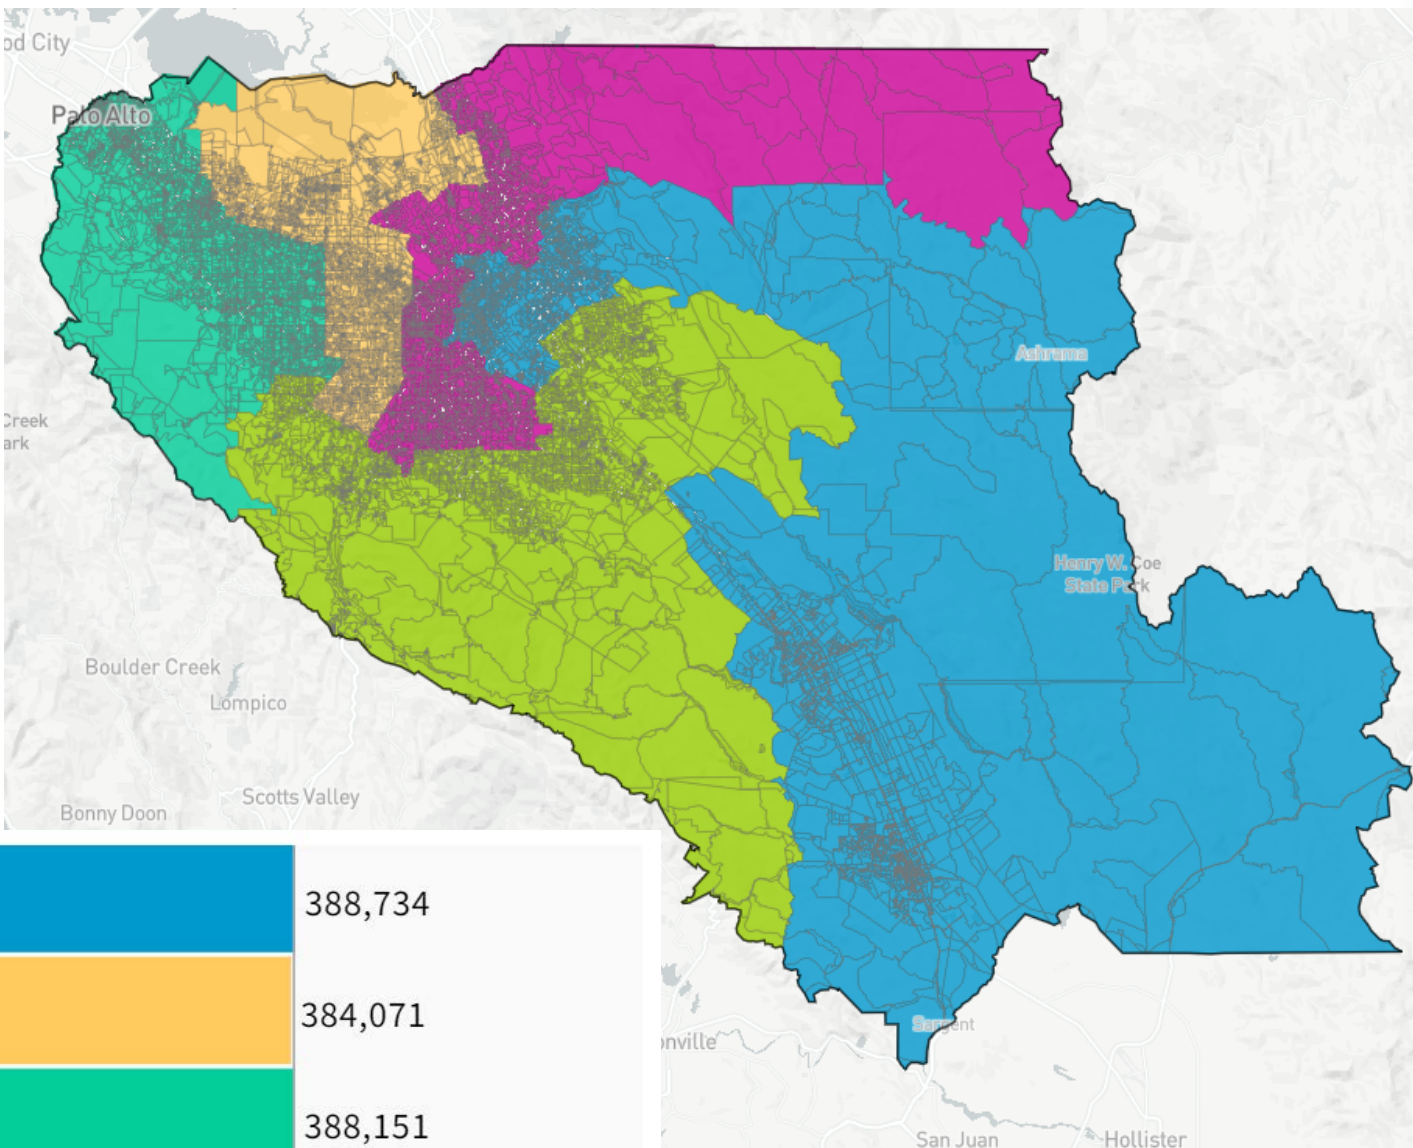 od City
Palo Alto
Ashrama
Creek
ark
Henry W. Coe
State Park
Boulder Creek
Lompico
Scotts Valley
Bonny Doon
388,734
384,071
388,151
onville
Sargent
San Juan
Hollister